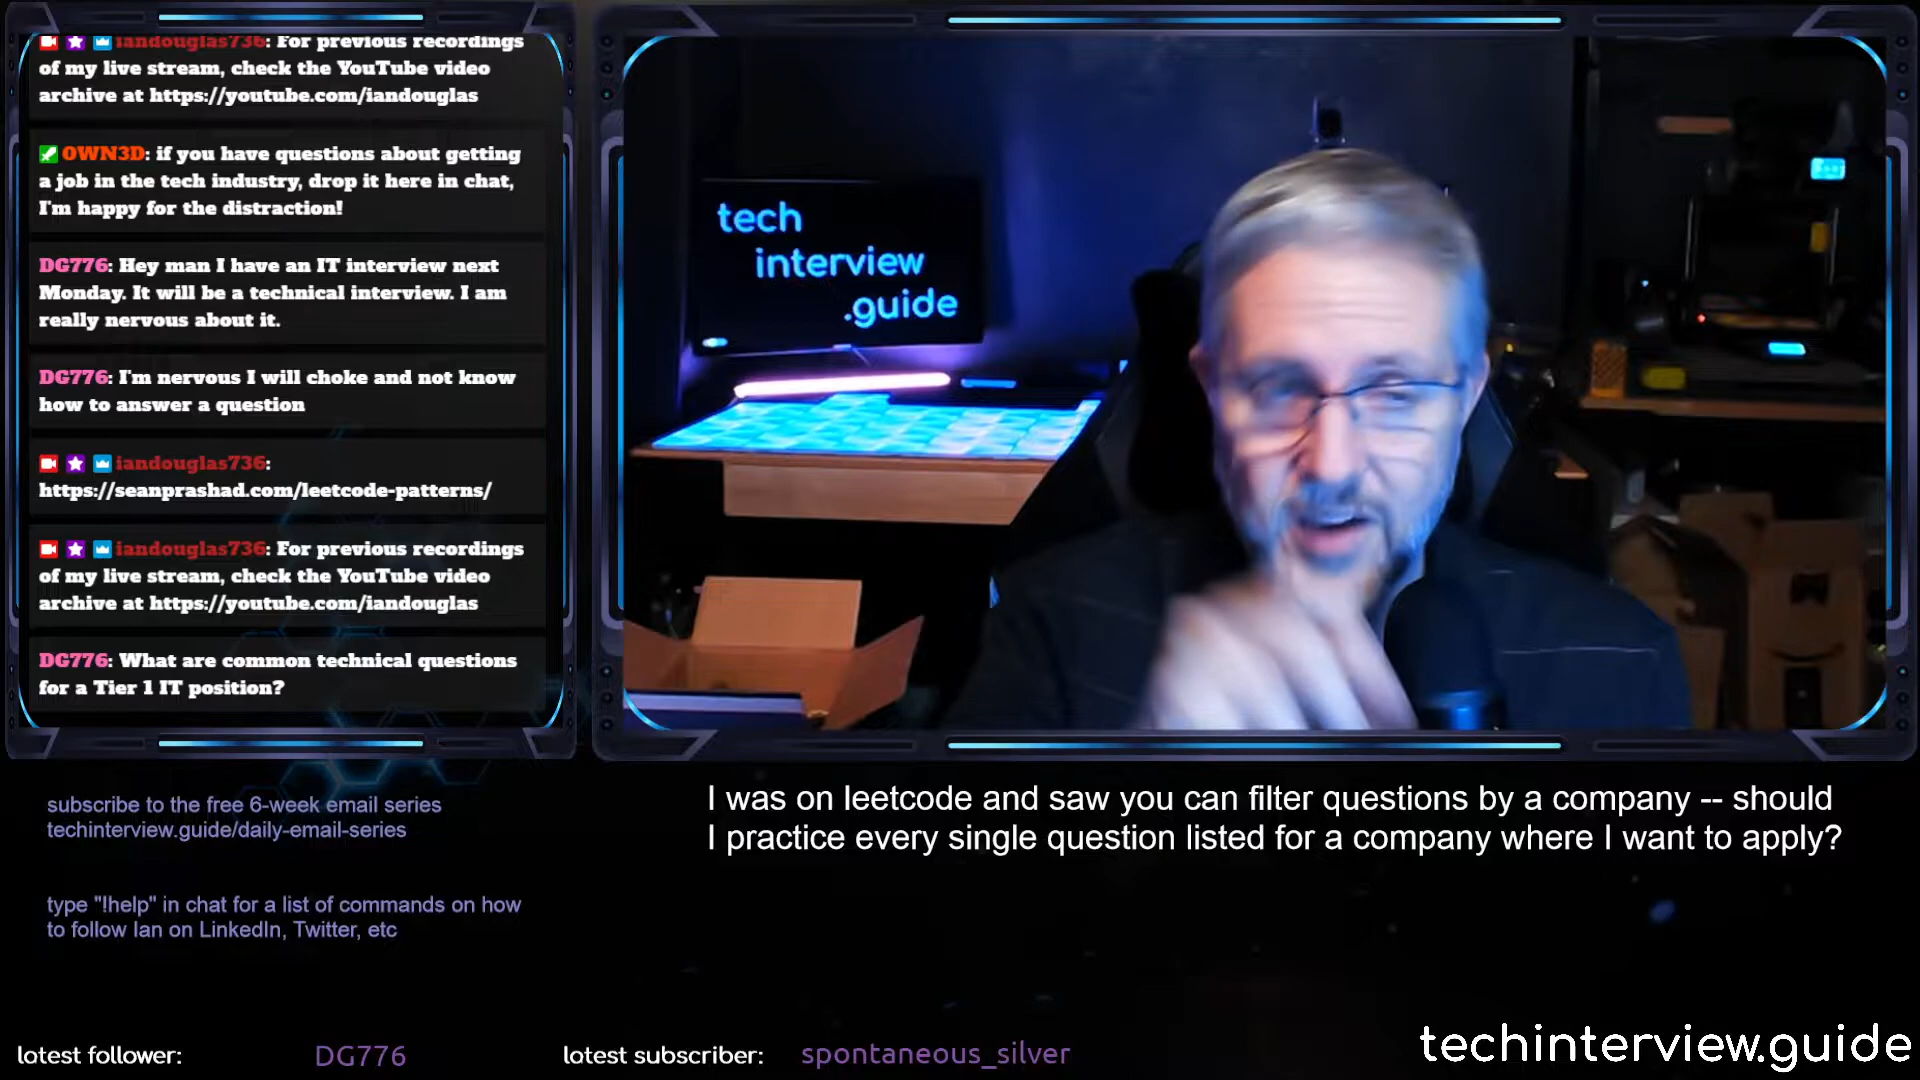 iandouglas736: For previous recordings
of my live stream, check the YouTube video
archive at https://youtube.com/iandouglas
OWN3D: if you have questions about getting
a job in the tech industry, drop it here in chat,
I'm happy for the distraction!
DG776: Hey man I have an IT interview next
Monday. It will be a technical interview. I am
really nervous about it.
DG776: I'm nervous I will choke and not know
how to answer a question
iandouglas736:
https://seanprashad.com/leetcode-patterns/
iandouglas736: For previous recordings
of my live stream, check the YouTube video
archive at https://youtube.com/iandouglas
DG776: What are common technical questions
for a Tier 1 IT position?
tech
interview
.guide
subscribe to the free 6-week email series
techinterview.guide/daily-email-series
type "!help" in chat for a list of commands on how
to follow Ian on LinkedIn, Twitter, etc
I was on leetcode and saw you can filter questions by a company -- should
I practice every single question listed for a company where I want to apply?
latest follower: DG776
latest subscriber: spontaneous_silver
techinterview.guide